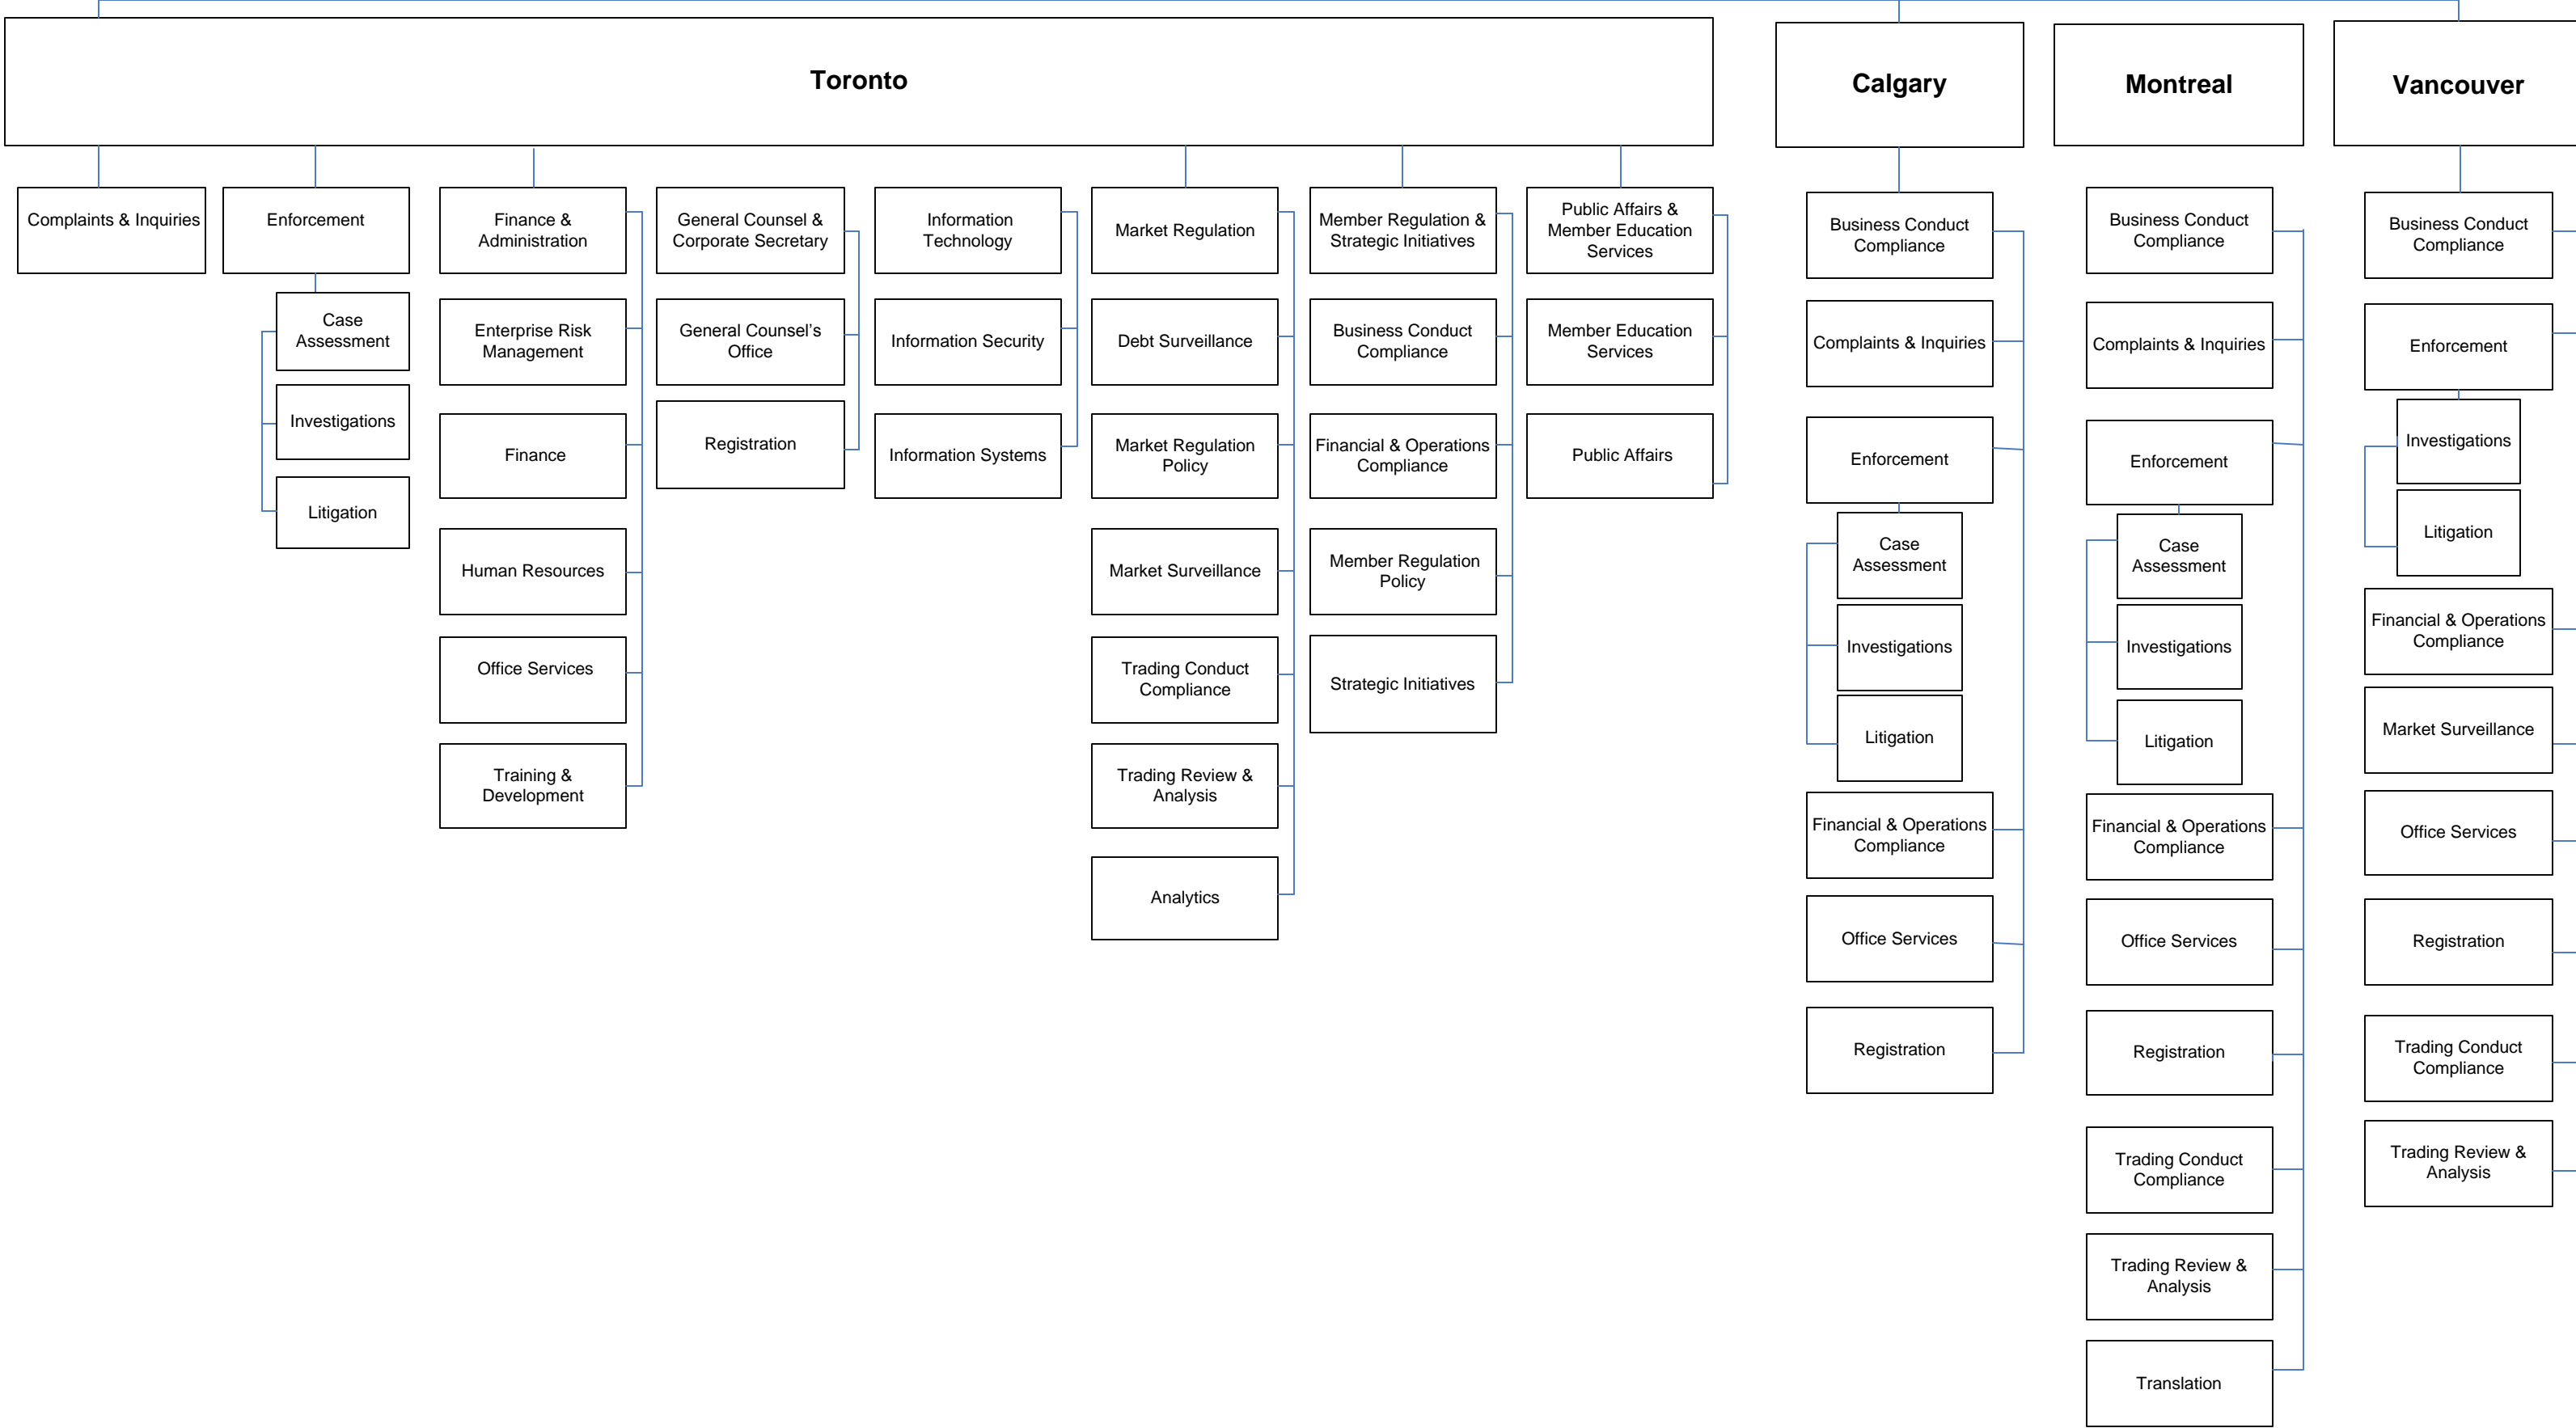 Toronto
Calgary
Montreal
Vancouver
Complaints & Inquiries
Enforcement
Case
Assessment
Investigations
Litigation
Finance &
Administration
Enterprise Risk
Management
Finance
Human Resources
Office Services
Training &
Development
General Counsel &
Corporate Secretary
General Counsel's
Office
Registration
Information
Technology
Information Security
Information Systems
Market Regulation
Debt Surveillance
Market Regulation
Policy
Market Surveillance
Trading Conduct
Compliance
Trading Review &
Analysis
Analytics
Member Regulation &
Strategic Initiatives
Business Conduct
Compliance
Financial & Operations
Compliance
Member Regulation
Policy
Strategic Initiatives
Public Affairs &
Member Education
Services
Member Education
Services
Public Affairs
Business Conduct
Compliance
Complaints & Inquiries
Enforcement
Case
Assessment
Investigations
Litigation
Financial & Operations
Compliance
Office Services
Registration
Business Conduct
Compliance
Complaints & Inquiries
Enforcement
Case
Assessment
Investigations
Litigation
Financial & Operations
Compliance
Office Services
Registration
Trading Conduct
Compliance
Trading Review &
Analysis
Translation
Business Conduct
Compliance
Enforcement
Investigations
Litigation
Financial & Operations
Compliance
Market Surveillance
Office Services
Registration
Trading Conduct
Compliance
Trading Review &
Analysis